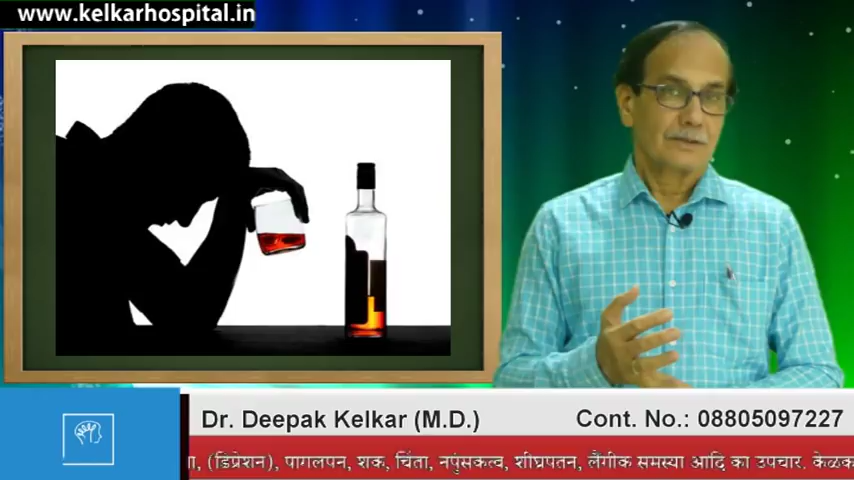 www.kelkarhospital.in
Dr. Deepak Kelkar (M.D.)
Cont. No.: 08805097227
(डिप्रेशन), पागलपन, शक, चिंता, नपुंसकत्व, शीघ्रपतन, लैंगीक समस्या आदि का उपचार.